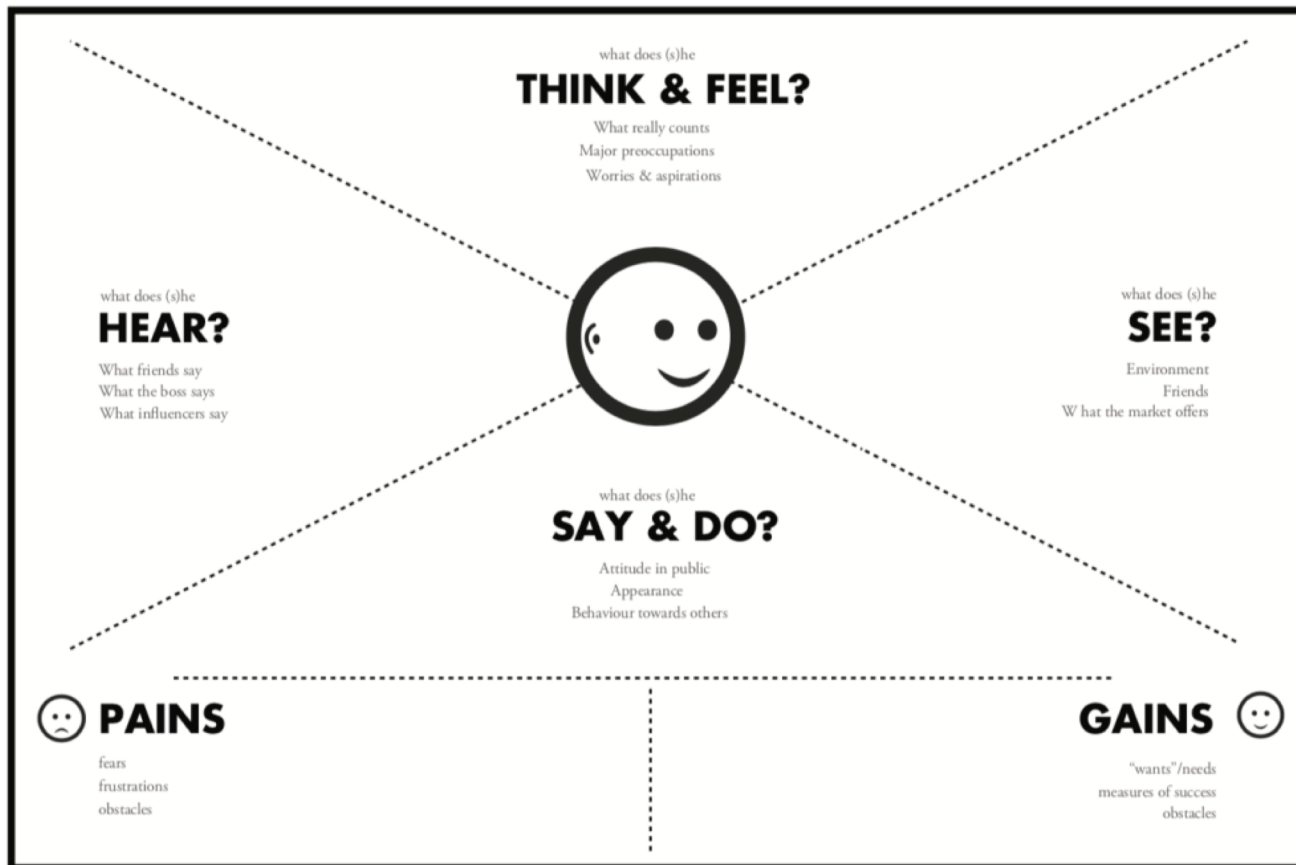 what does (s)he
THINK & FEEL?
What really counts
Major preoccupations
Worries & aspirations
what does (s)he
HEAR?
What friends say
What the boss says
What influencers say
what does (s)he
SEE?
Environment
Friends
W hat the market offers
what does (s)he
SAY & DO?
Attitude in public
Appearance
Behaviour towards others
PAINS
fears
frustrations
obstacles
GAINS
“wants”/needs
measures of success
obstacles